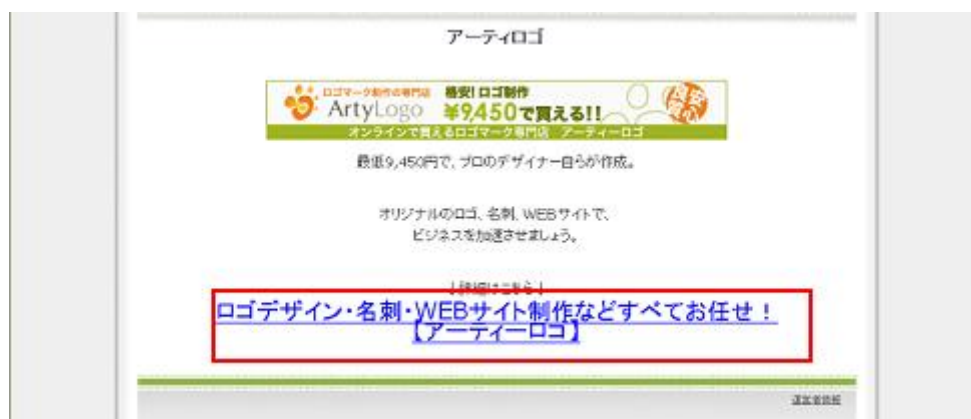 アーティロゴ
ロゴマーク制作の専門店
格安!ロゴ制作
ArtyLogo
¥9,450で買える!!
良質安心
オンラインで買えるロゴマーク専門店 アーティーロゴ
最低9,450円で、プロのデザイナー自らが作成。
オリジナルのロゴ、名刺、WEBサイトで、
ビジネスを加速させましょう。
↓詳細はこちら↓
ロゴデザイン・名刺・WEBサイト制作などすべてお任せ!
【アーティーロゴ】
運営者情報